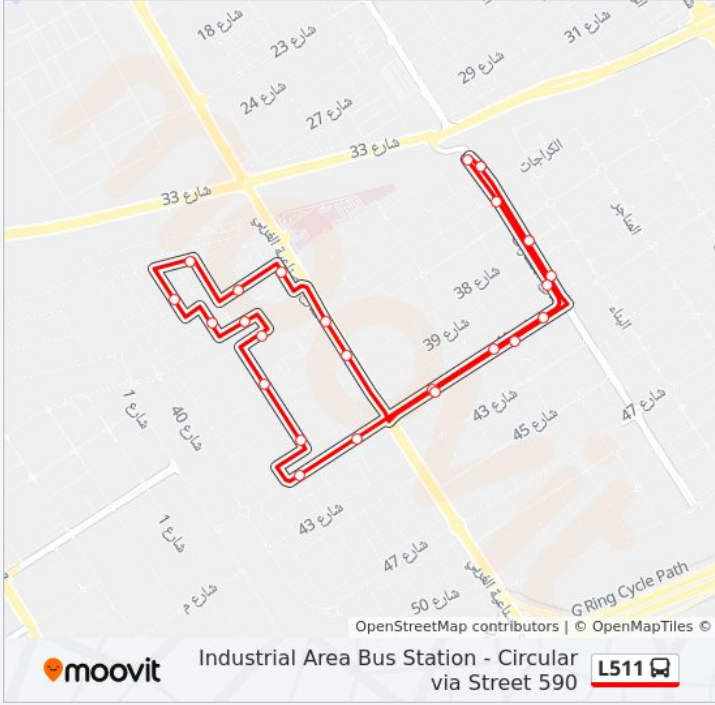 شارع 18
شارع 23
شارع 31
شارع 29
شارع 24
شارع 27
شارع 33
الكراجات
شارع 33
المتاجر
شارع 38
البناء
شارع 39
شارع 1
شارع 40
شارع 43
شارع 47
شارع 45
شارع 43
شارع 1
شارع 47
شارع م
شارع 50
G Ring Cycle Path
OpenStreetMap contributors | © OpenMapTiles ©
moovit
Industrial Area Bus Station - Circular
via Street 590
L511